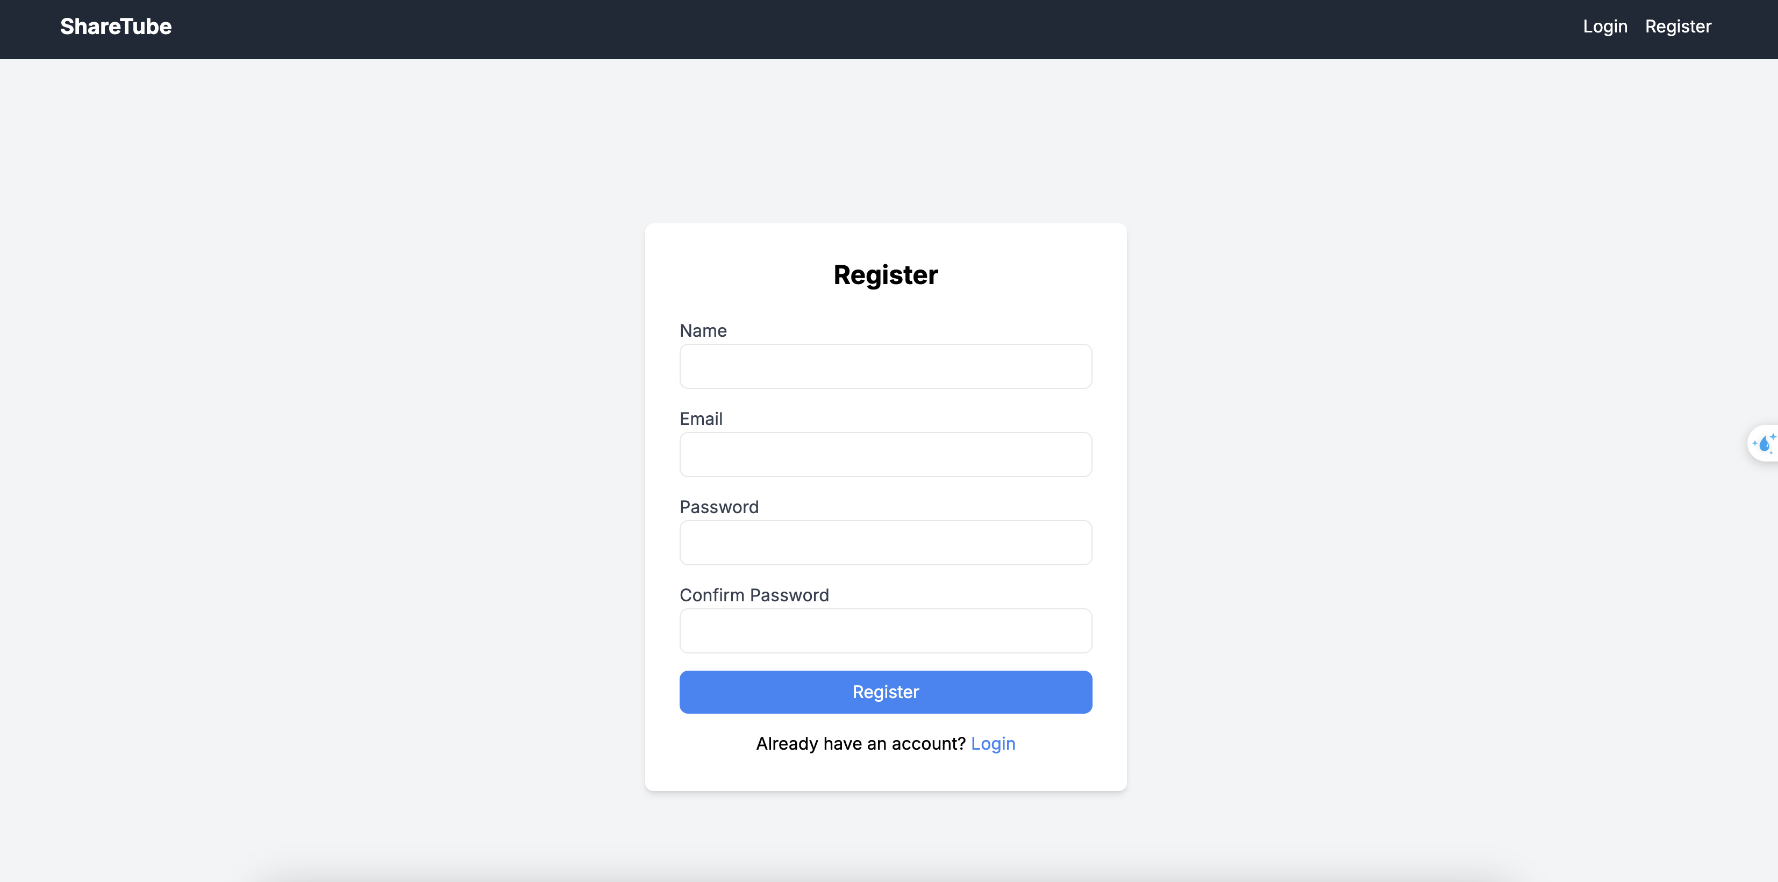 ShareTube
Login Register
Register
Name
Email
Password
Confirm Password
Register
Already have an account? Login